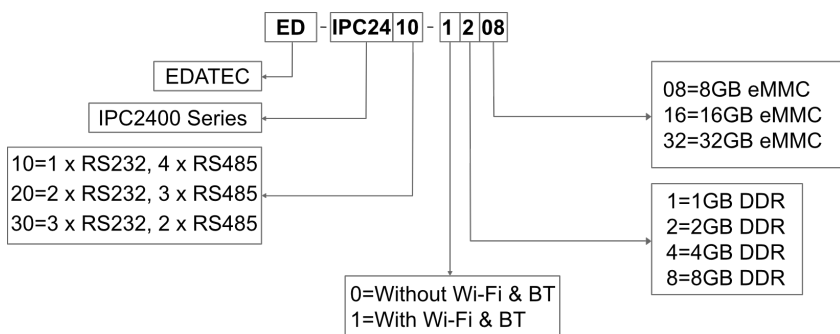 ED - IPC24 10 - 1 2 08
EDATEC
IPC2400 Series
10=1 x RS232, 4 x RS485
20=2 x RS232, 3 x RS485
30=3 x RS232, 2 x RS485
08=8GB eMMC
16=16GB eMMC
32=32GB eMMC
1=1GB DDR
2=2GB DDR
4=4GB DDR
8=8GB DDR
0=Without Wi-Fi & BT
1=With Wi-Fi & BT